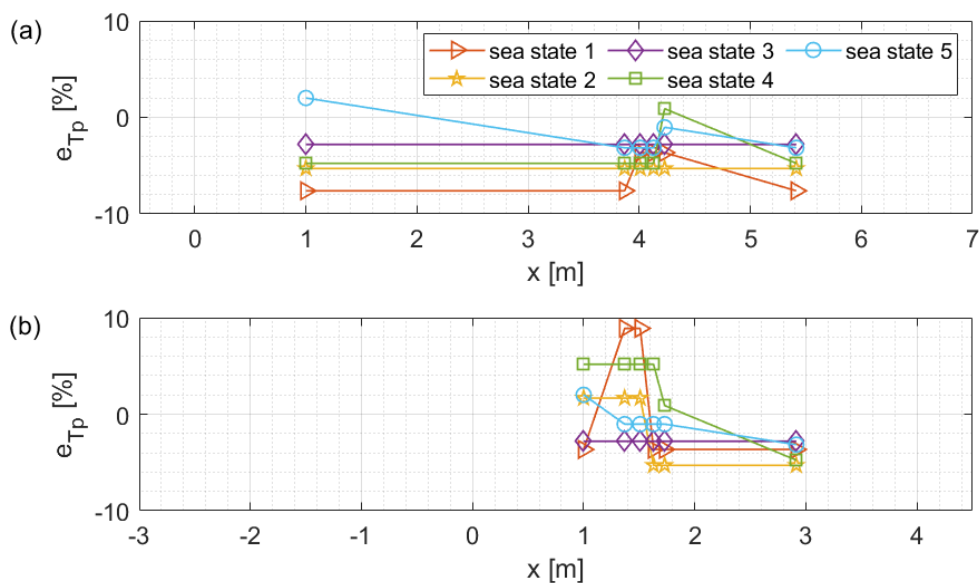 (a)
10
0
-10
e_Tp [%]
sea state 1 sea state 3 sea state 5
sea state 2 sea state 4
0 1 2 3 4 5 6 7
x [m]
(b)
10
0
-10
e_Tp [%]
-3 -2 -1 0 1 2 3 4
x [m]